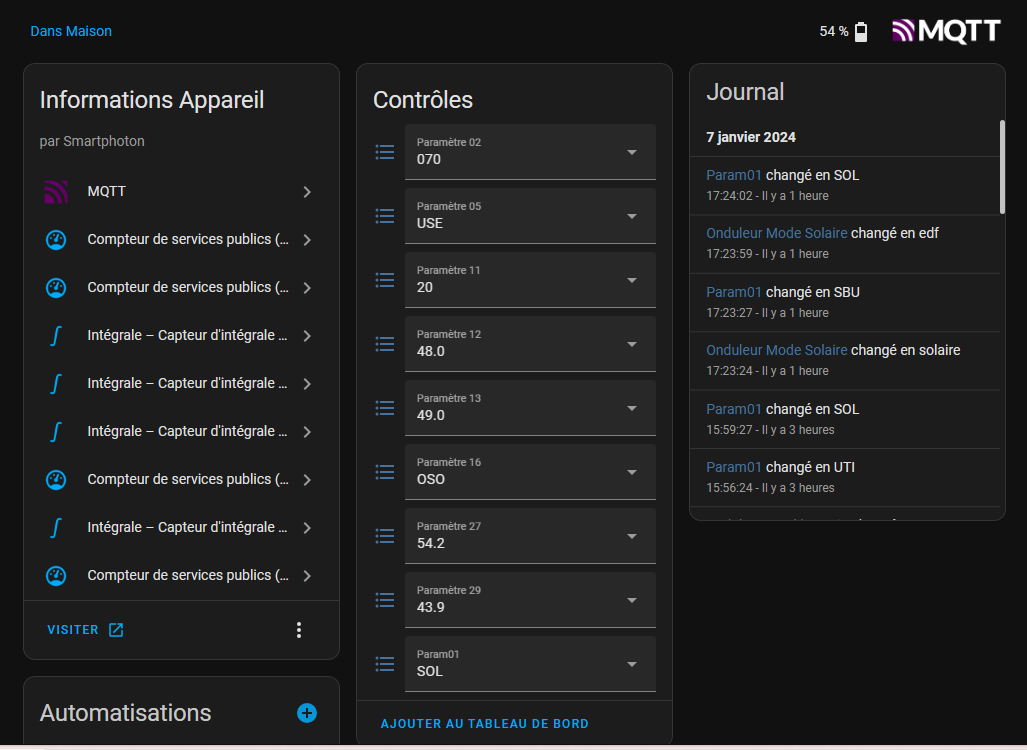 Dans Maison
54 %
MQTT
Informations Appareil
par Smartphoton
MQTT
Compteur de services publics (...
Compteur de services publics (...
Intégrale – Capteur d'intégrale ...
Intégrale – Capteur d'intégrale ...
Intégrale – Capteur d'intégrale ...
Compteur de services publics (...
Intégrale – Capteur d'intégrale ...
Compteur de services publics (...
VISITER
Automatisations
Contrôles
Paramètre 02
070
Paramètre 05
USE
Paramètre 11
20
Paramètre 12
48.0
Paramètre 13
49.0
Paramètre 16
OSO
Paramètre 27
54.2
Paramètre 29
43.9
Param01
SOL
AJOUTER AU TABLEAU DE BORD
Journal
7 janvier 2024
Param01 changé en SOL
17:24:02 - Il y a 1 heure
Onduleur Mode Solaire changé en edf
17:23:59 - Il y a 1 heure
Param01 changé en SBU
17:23:27 - Il y a 1 heure
Onduleur Mode Solaire changé en solaire
17:23:24 - Il y a 1 heure
Param01 changé en SOL
15:59:27 - Il y a 3 heures
Param01 changé en UTI
15:56:24 - Il y a 3 heures